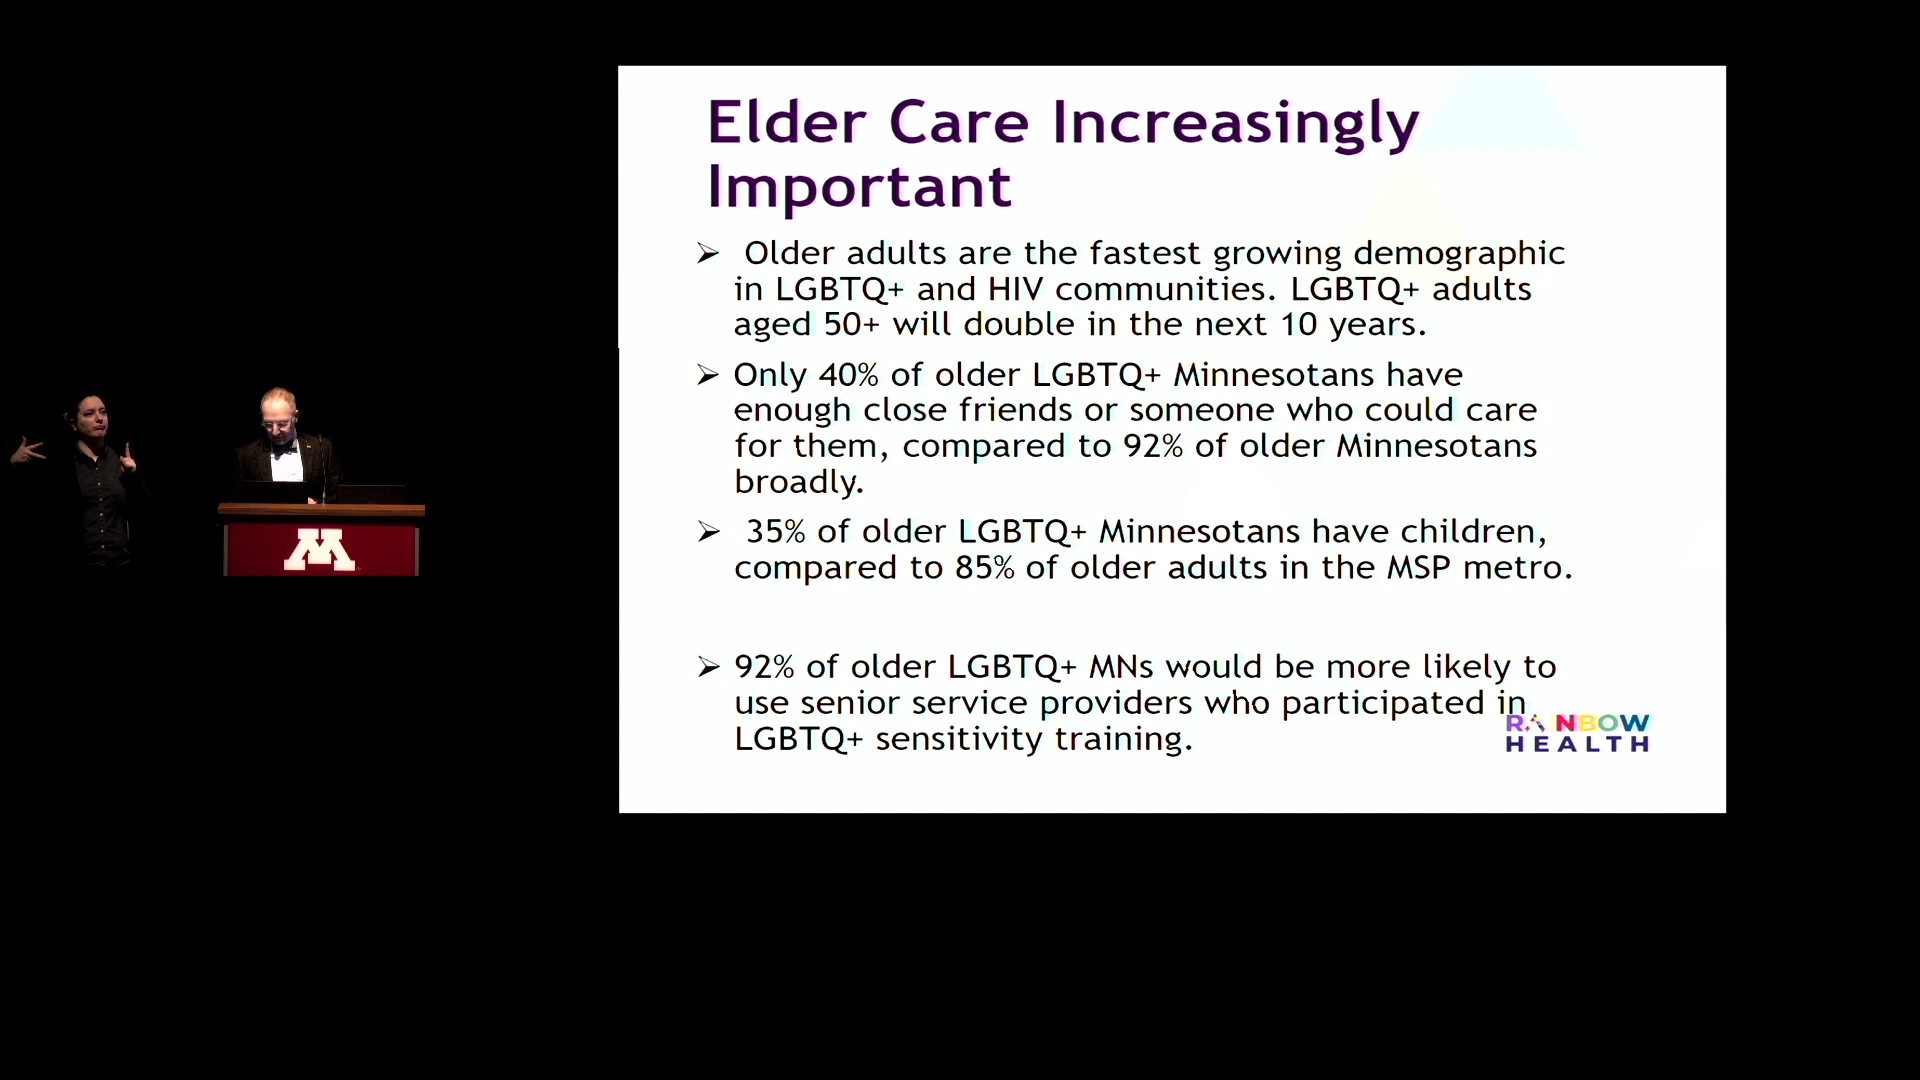 Elder Care Increasingly
Important
➢ Older adults are the fastest growing demographic
in LGBTQ+ and HIV communities. LGBTQ+ adults
aged 50+ will double in the next 10 years.
➢ Only 40% of older LGBTQ+ Minnesotans have
enough close friends or someone who could care
for them, compared to 92% of older Minnesotans
broadly.
➢ 35% of older LGBTQ+ Minnesotans have children,
compared to 85% of older adults in the MSP metro.
➢ 92% of older LGBTQ+ MNs would be more likely to
use senior service providers who participated in
LGBTQ+ sensitivity training.
RAINBOW
HEALTH
M